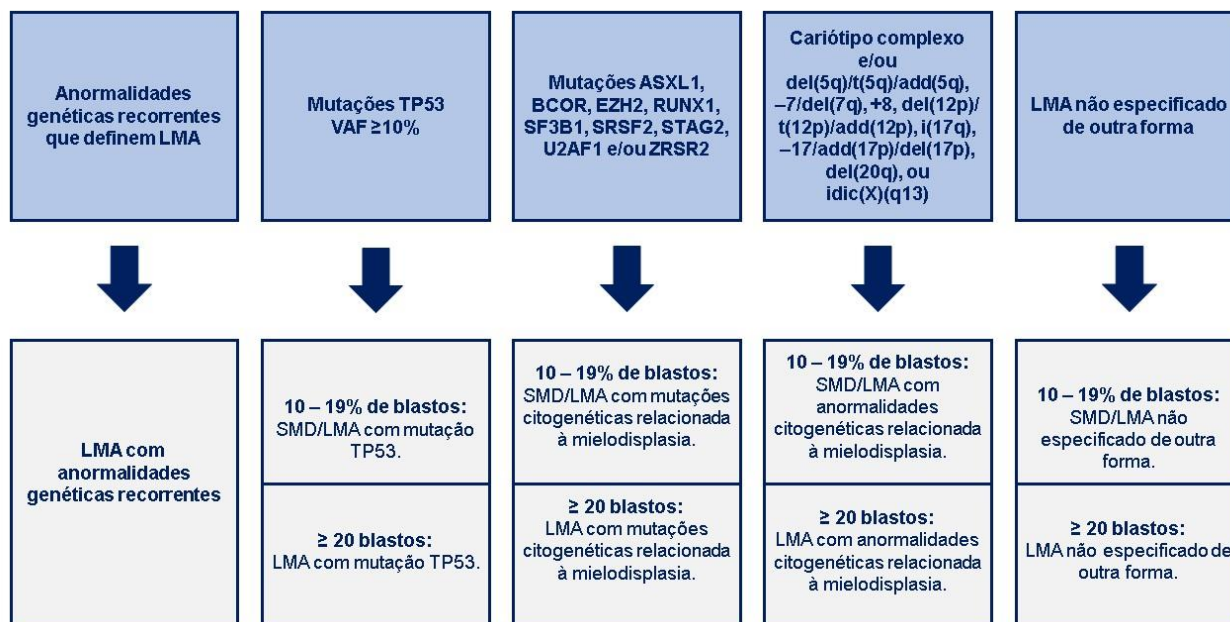 Anormalidades
genéticas recorrentes
que definem LMA
Mutações TP53
VAF ≥10%
Mutações ASXL1,
BCOR, EZH2, RUNX1,
SF3B1, SRSF2, STAG2,
U2AF1 e/ou ZRSR2
Cariótipo complexo
e/ou
del(5q)/t(5q)/add(5q),
–7/del(7q), +8, del(12p)/
t(12p)/add(12p), i(17q),
–17/add(17p)/del(17p),
del(20q), ou
idic(X)(q13)
LMA não especificado
de outra forma
LMA com
anormalidades
genéticas recorrentes
10 – 19% de blastos:
SMD/LMA com mutação
TP53.
≥ 20 blastos:
LMA com mutação TP53.
10 – 19% de blastos:
SMD/LMA com mutações
citogenéticas relacionada
à mielodisplasia.
≥ 20 blastos:
LMA com mutações
citogenéticas relacionada
à mielodisplasia.
10 – 19% de blastos:
SMD/LMA com
anormalidades
citogenéticas relacionada
à mielodisplasia.
≥ 20 blastos:
LMA com anormalidades
citogenéticas relacionada
à mielodisplasia.
10 – 19% de blastos:
SMD/LMA não
especificado de outra
forma.
≥ 20 blastos:
LMA não especificado de
outra forma.